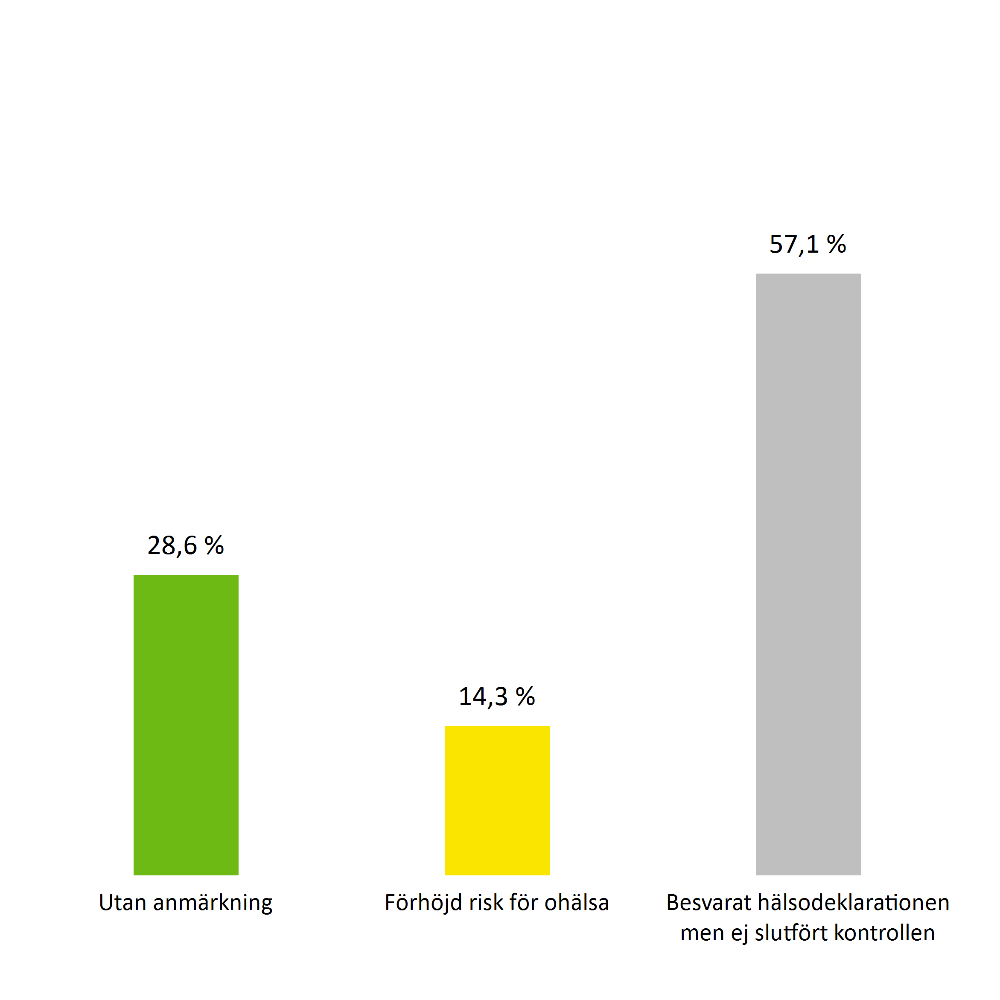 57,1 %
28,6 %
14,3 %
Utan anmärkning
Förhöjd risk för ohälsa
Besvarat hälsodeklarationen
men ej slutfört kontrollen